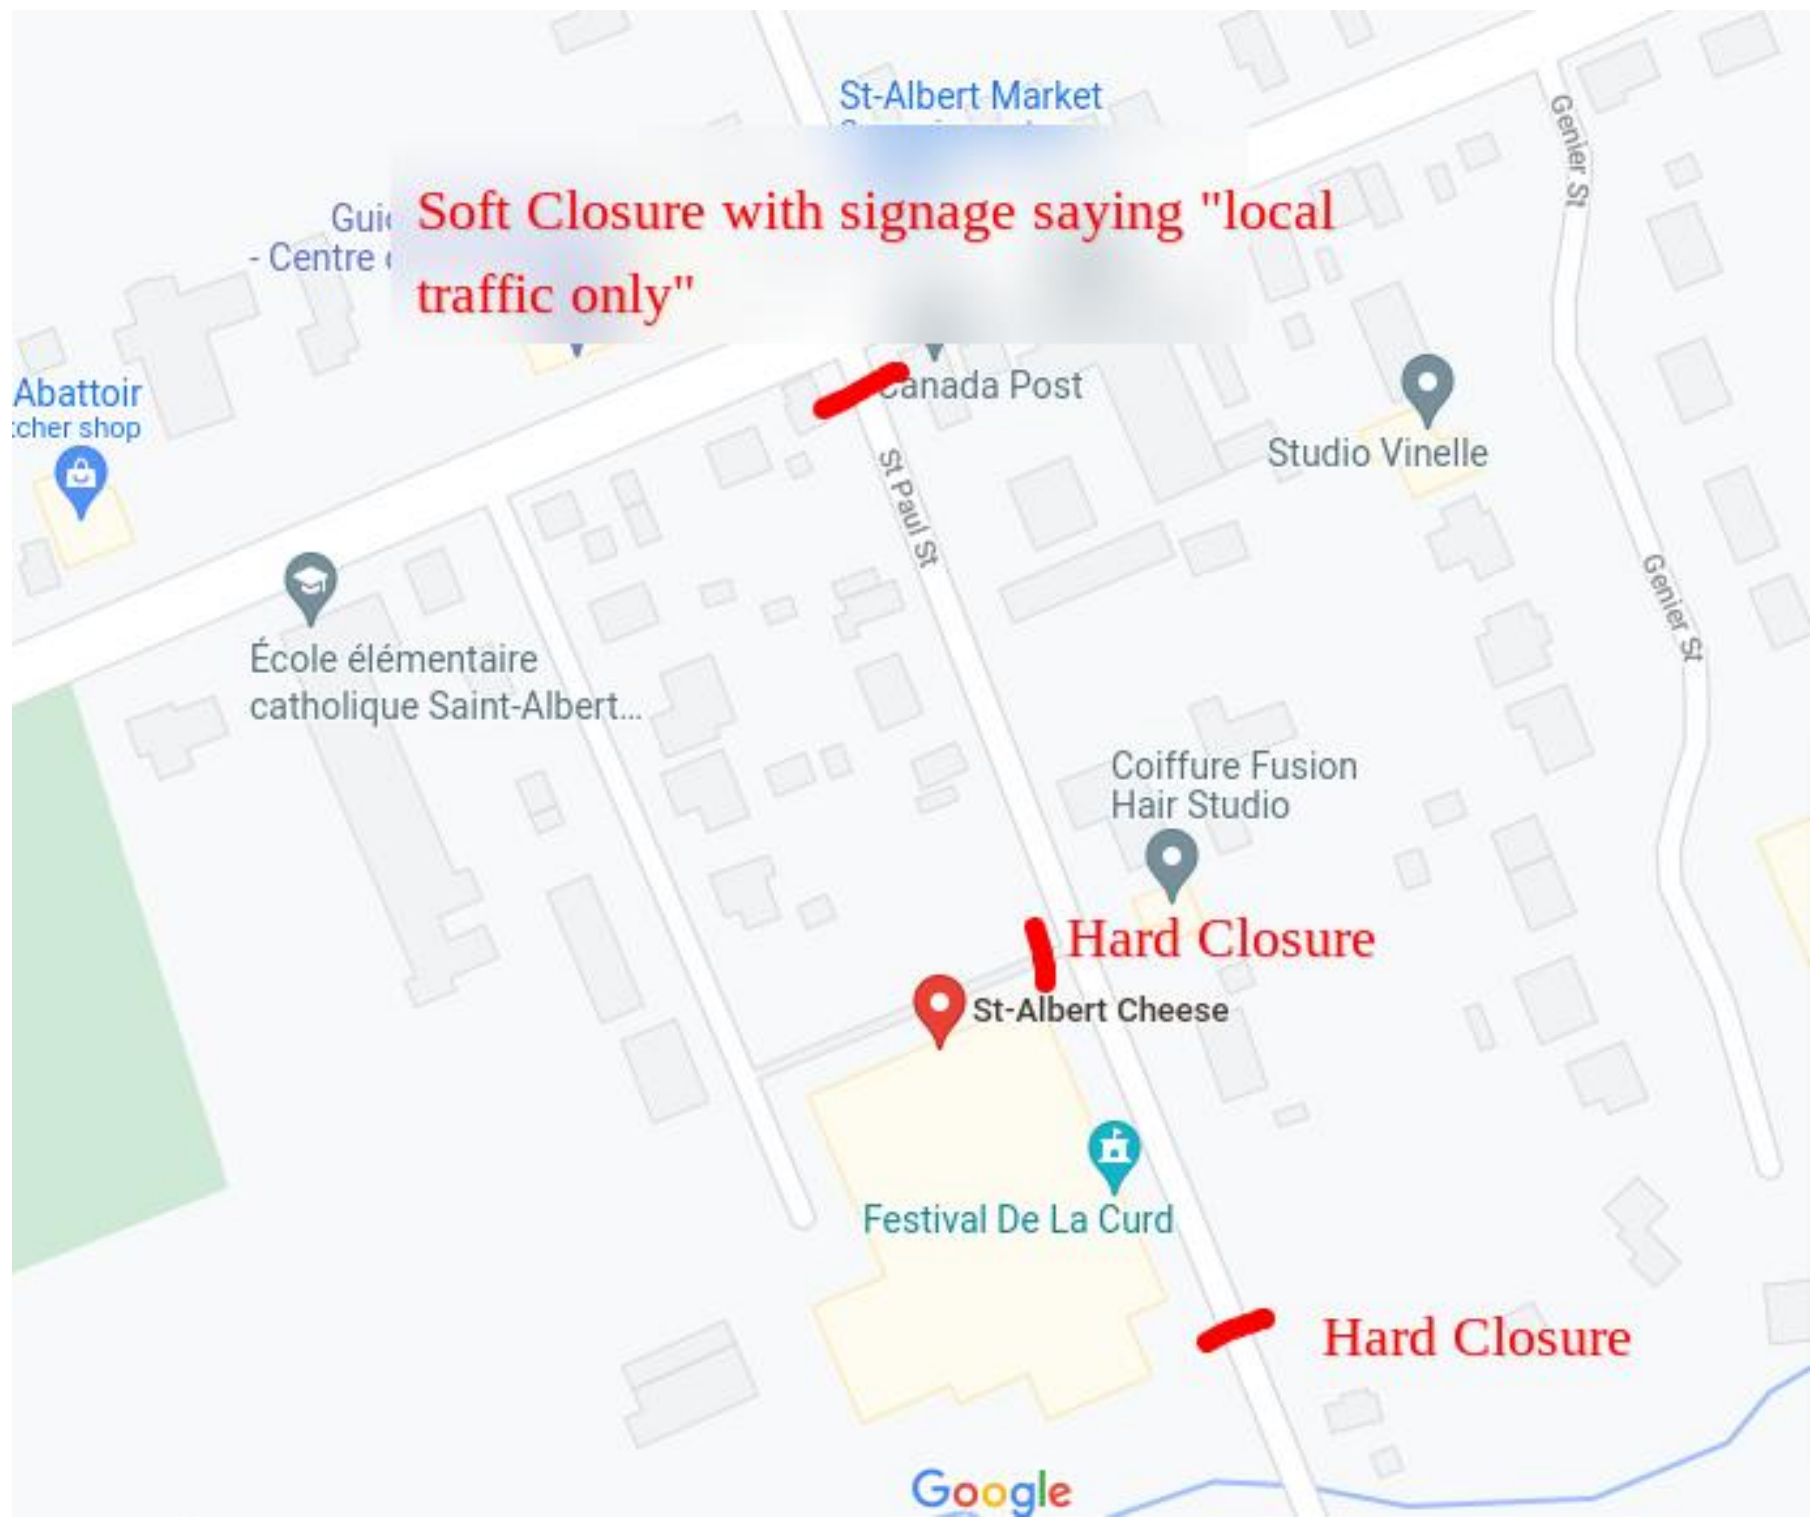 St-Albert Market
Genier St
Soft Closure with signage saying "local
traffic only"
Gui
- Centre
Abattoir
cher shop
Canada Post
Studio Vinelle
St Paul St
Genier St
École élémentaire
catholique Saint-Albert...
Coiffure Fusion
Hair Studio
Hard Closure
St-Albert Cheese
Festival De La Curd
Hard Closure
Google